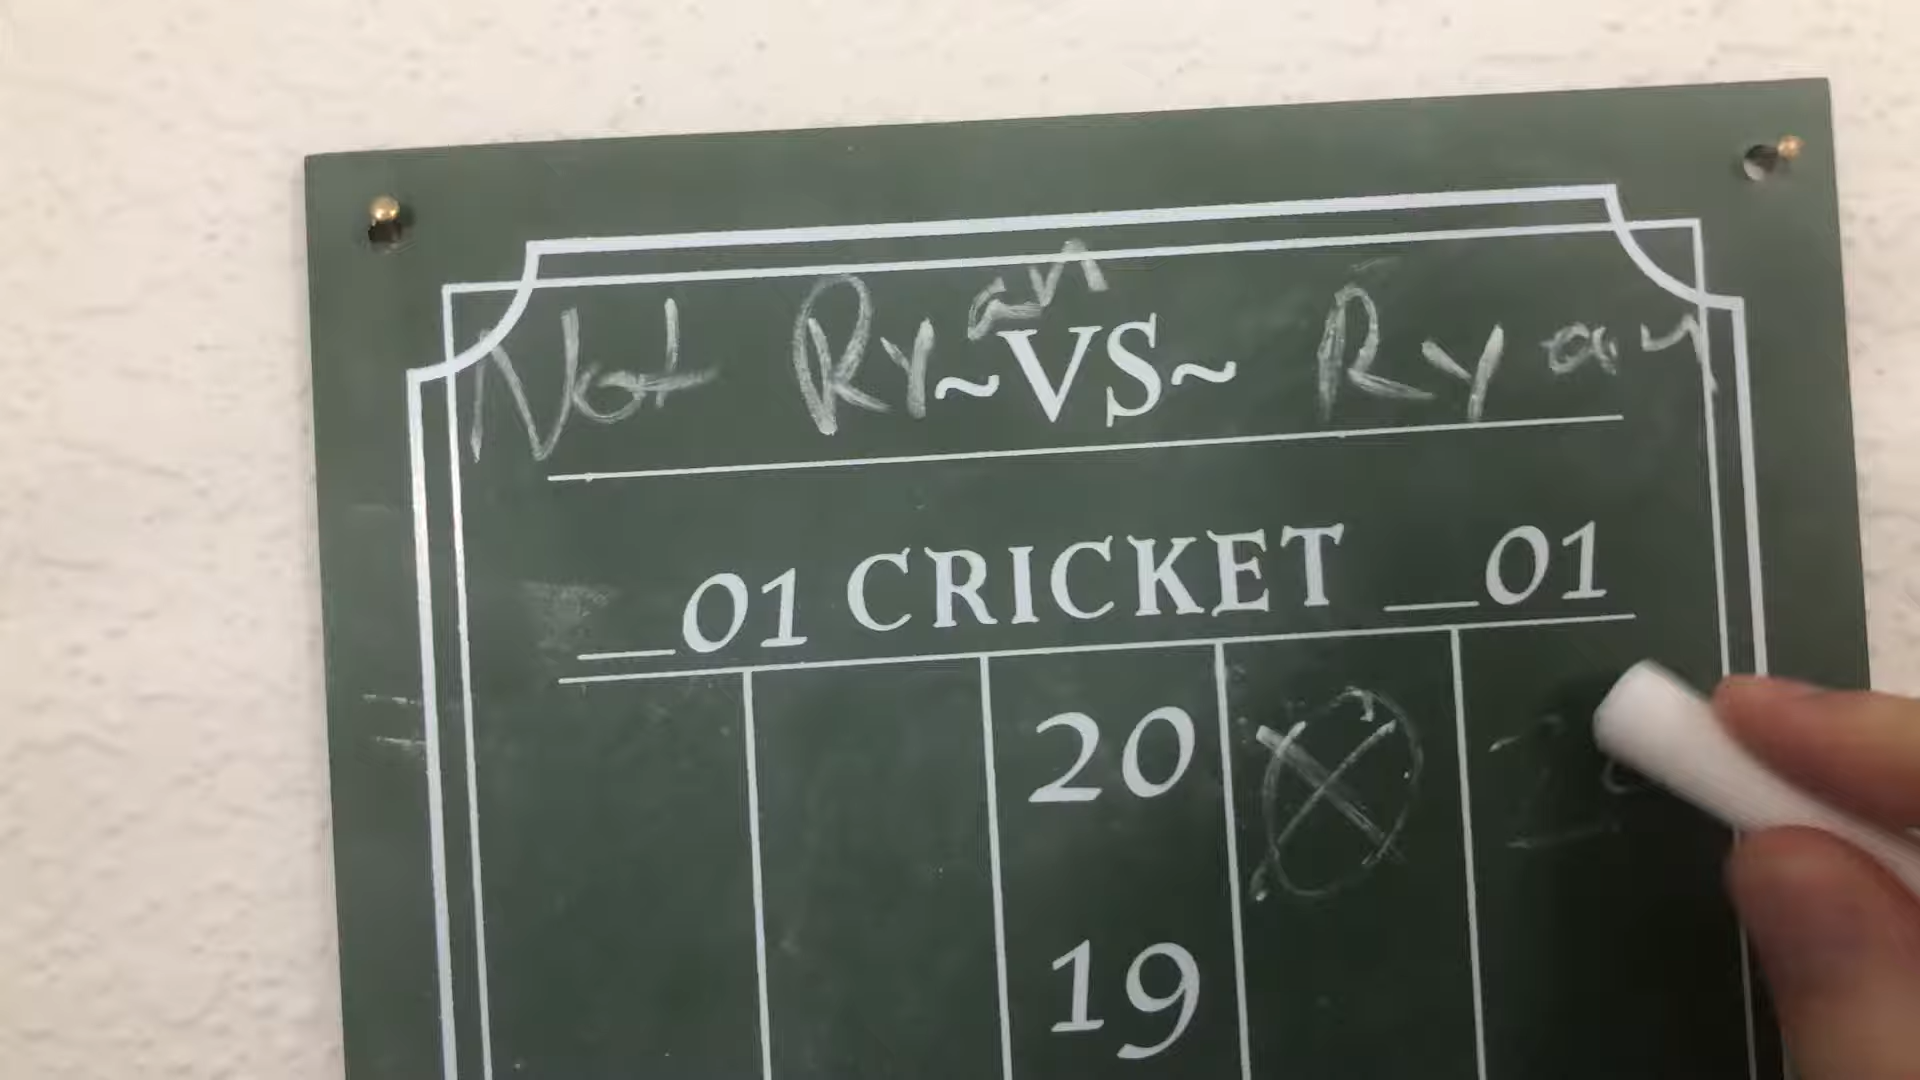 Not Ryan ~VS~ Ryan
__01 CRICKET __01
20
19